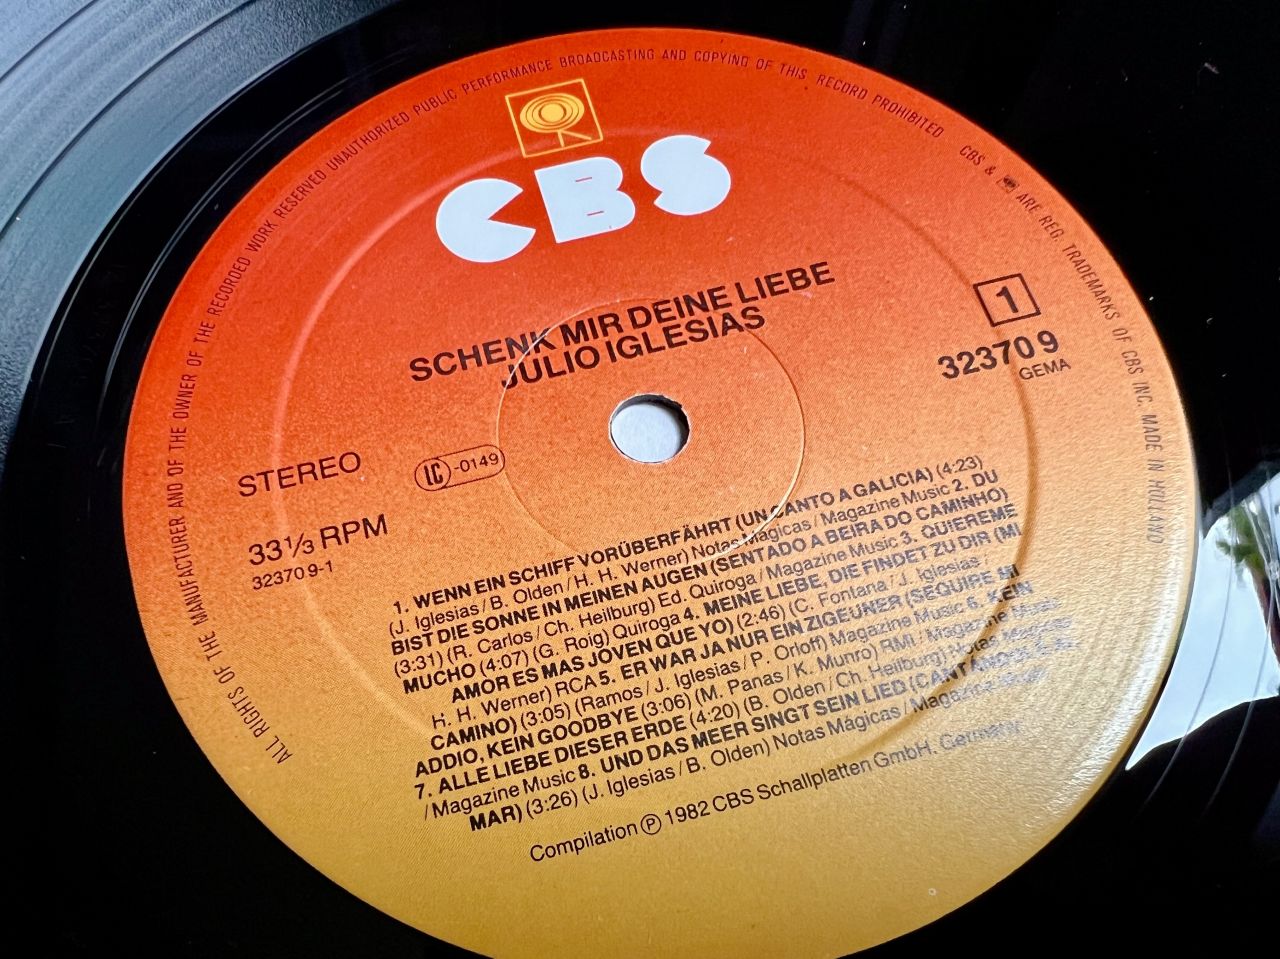 ALL RIGHTS OF THE MANUFACTURER AND OF THE OWNER OF THE RECORDED WORK RESERVED UNAUTHORIZED PUBLIC PERFORMANCE BROADCASTING AND COPYING OF THIS RECORD PROHIBITED
CBS & ARE REG. TRADEMARKS OF CBS INC. MADE IN HOLLAND
CBS
SCHENK MIR DEINE LIEBE
JULIO IGLESIAS
1
32370 9
GEMA
STEREO
LC -0149
33 1/3 RPM
32370 9-1
1. WENN EIN SCHIFF VORÜBERFÄHRT (UN CANTO A GALICIA) (4:23)
(J. Iglesias / B. Olden / H. H. Werner) Notas Mágicas / Magazine Music 2. DU
BIST DIE SONNE IN MEINEN AUGEN (SENTADO A BEIRA DO CAMINHO)
(3:31) (R. Carlos / Ch. Heilburg) Ed. Quiroga / Magazine Music 3. QUIEREME
MUCHO (4:07) (G. Roig) Quiroga 4. MEINE LIEBE, DIE FINDET ZU DIR (MI
AMOR ES MAS JOVEN QUE YO) (2:46) (C. Fontana / J. Iglesias
H. H. Werner) RCA 5. ER WAR JA NUR EIN ZIGEUNER (SEGUIRE MI
CAMINO) (3:05) (Ramos / J. Iglesias / P. Orloff) Magazine Music 6. KEIN
ADDIO, KEIN GOODBYE (3:06) (M. Panas / K. Munro) RMI / Magazine Music
7. ALLE LIEBE DIESER ERDE (4:20) (B. Olden / Ch. Heilburg) Notas Mágicas
/ Magazine Music 8. UND DAS MEER SINGT SEIN LIED (CANTÁNDOLE AL
MAR) (3:26) (J. Iglesias / B. Olden) Notas Mágicas / Magazine Music
Compilation ℗ 1982 CBS Schallplatten GmbH. Germany